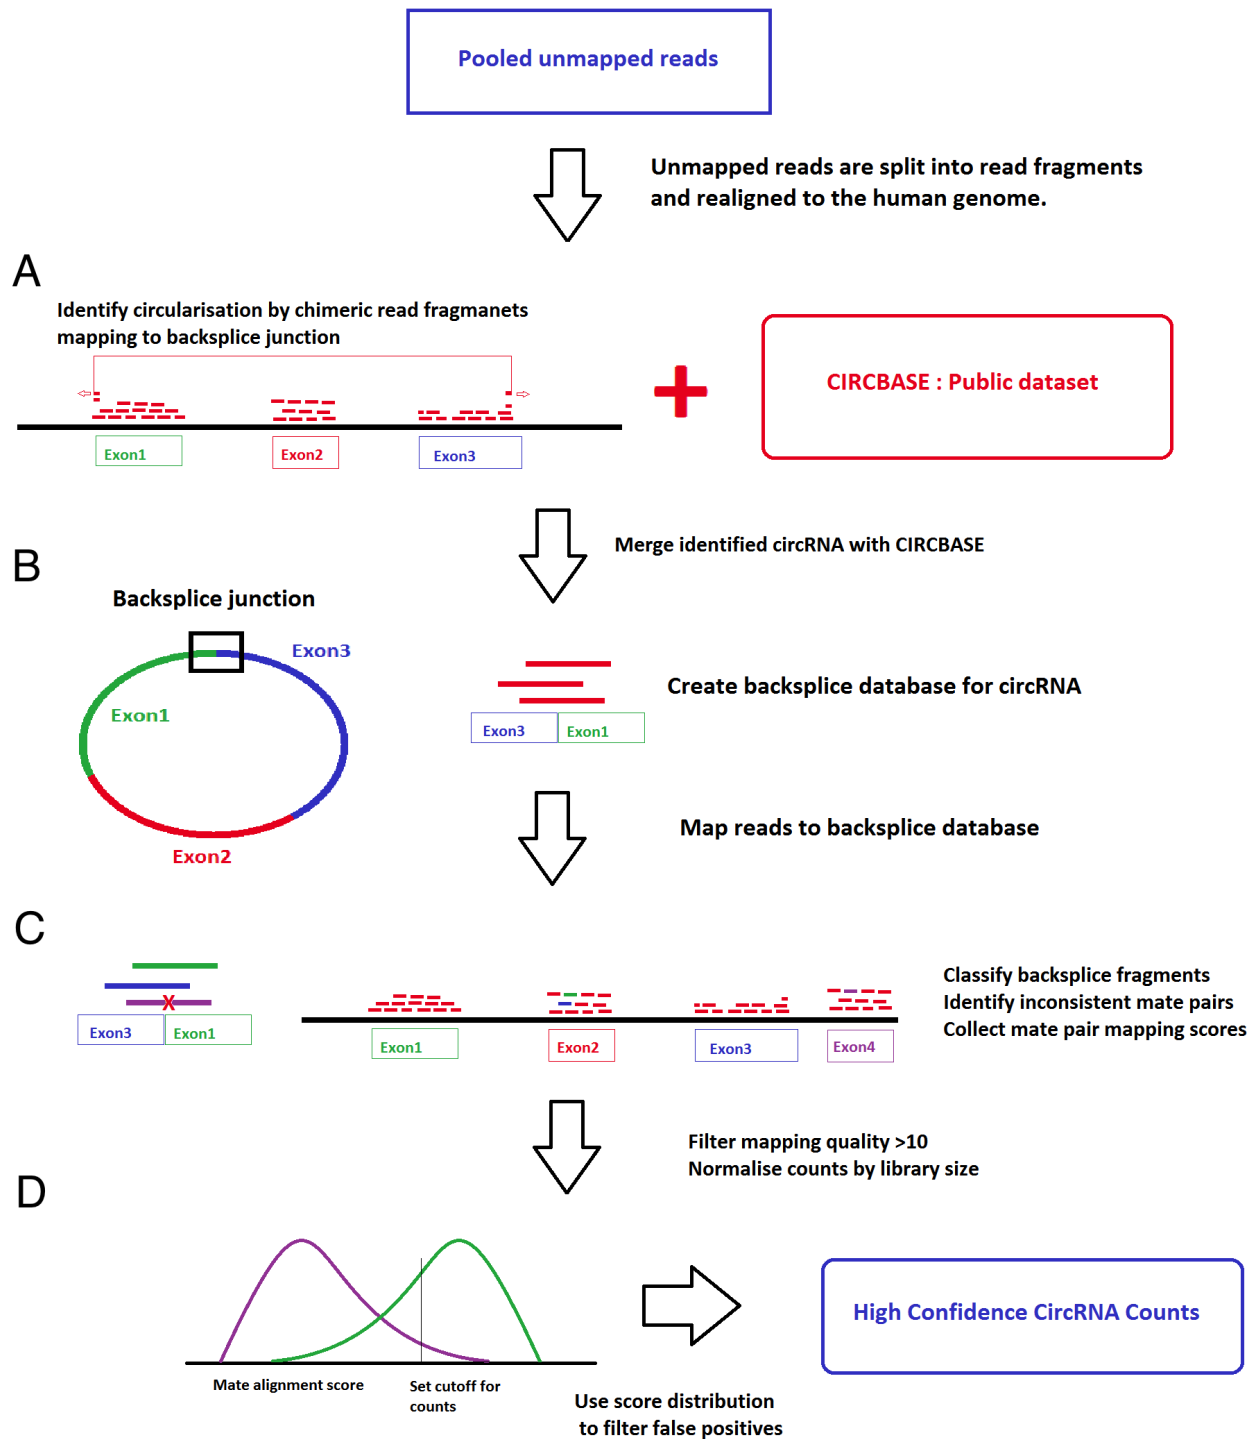 Pooled unmapped reads
Unmapped reads are split into read fragments
and realigned to the human genome.
A
Identify circularisation by chimeric read fragmanets
mapping to backsplice junction
CIRCBASE : Public dataset
Exon1
Exon2
Exon3
Merge identified circRNA with CIRCBASE
B
Backsplice junction
Exon3
Exon1
Exon2
Create backsplice database for circRNA
Exon3
Exon1
Map reads to backsplice database
C
X
Exon3
Exon1
Exon1
Exon2
Exon3
Exon4
Classify backsplice fragments
Identify inconsistent mate pairs
Collect mate pair mapping scores
Filter mapping quality >10
Normalise counts by library size
D
Mate alignment score
Set cutoff for
counts
Use score distribution
to filter false positives
High Confidence CircRNA Counts